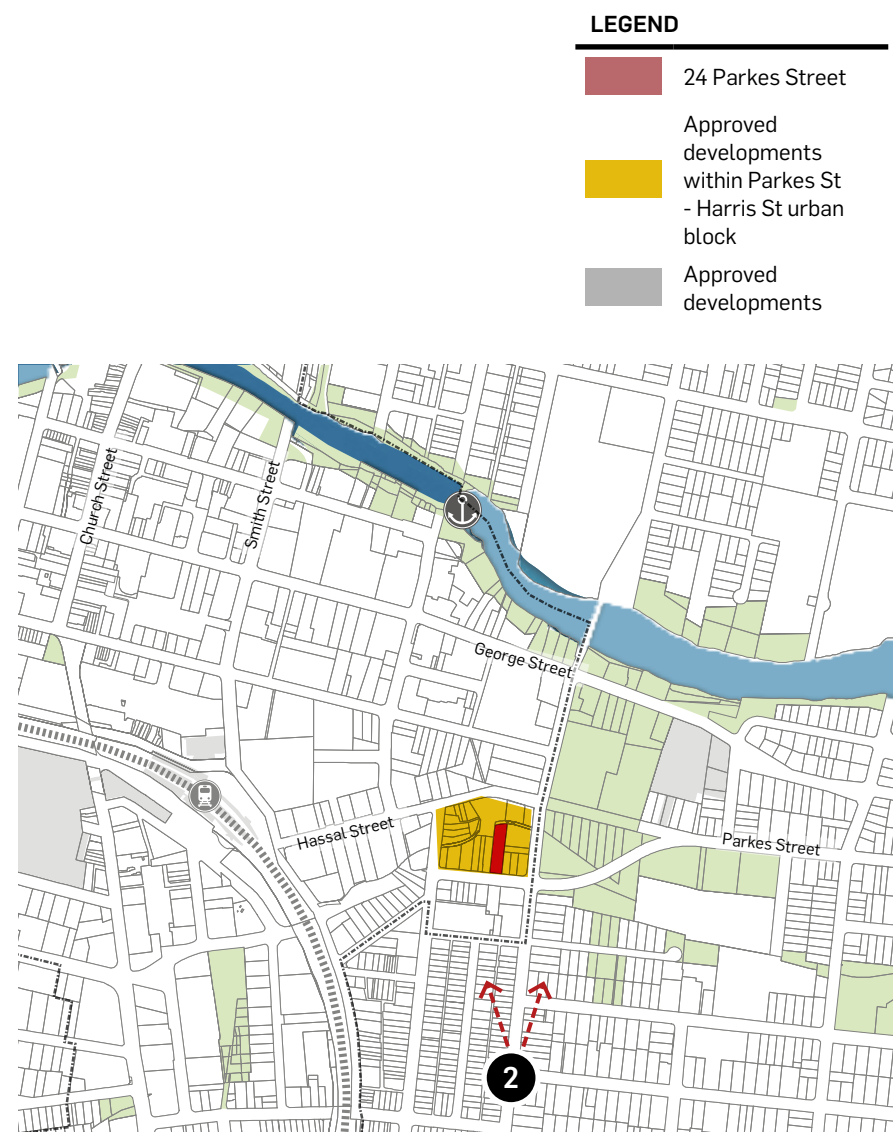 LEGEND
24 Parkes Street
Approved
developments
within Parkes St
- Harris St urban
block
Approved
developments
Church Street
Smith Street
George Street
Hassal Street
Parkes Street
2